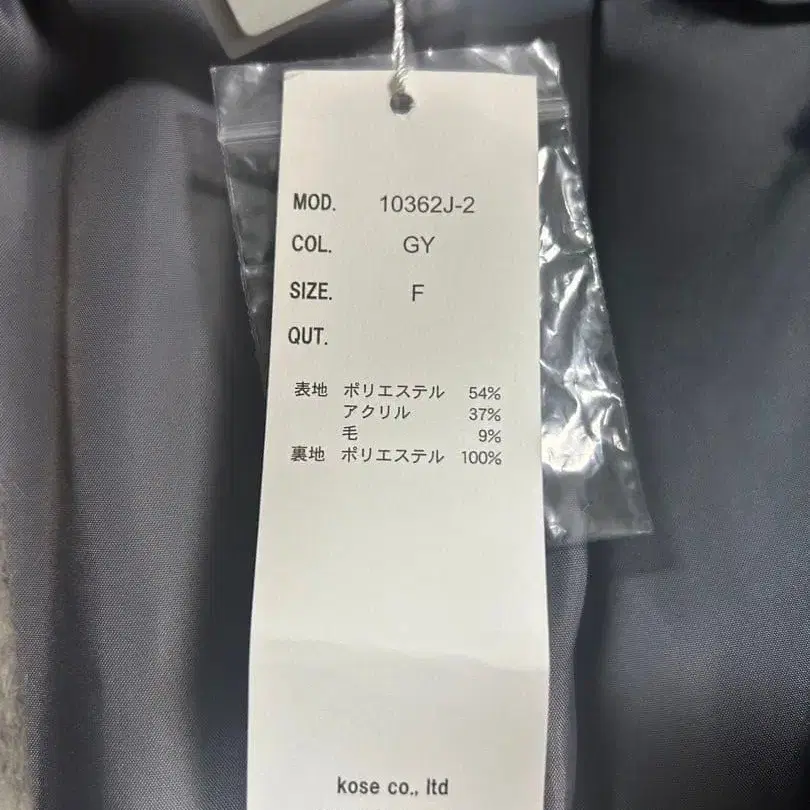 MOD. 10362J-2
COL. GY
SIZE. F
QUT.
表地 ポリエステル 54%
アクリル 37%
毛 9%
裏地 ポリエステル 100%
kose co., ltd